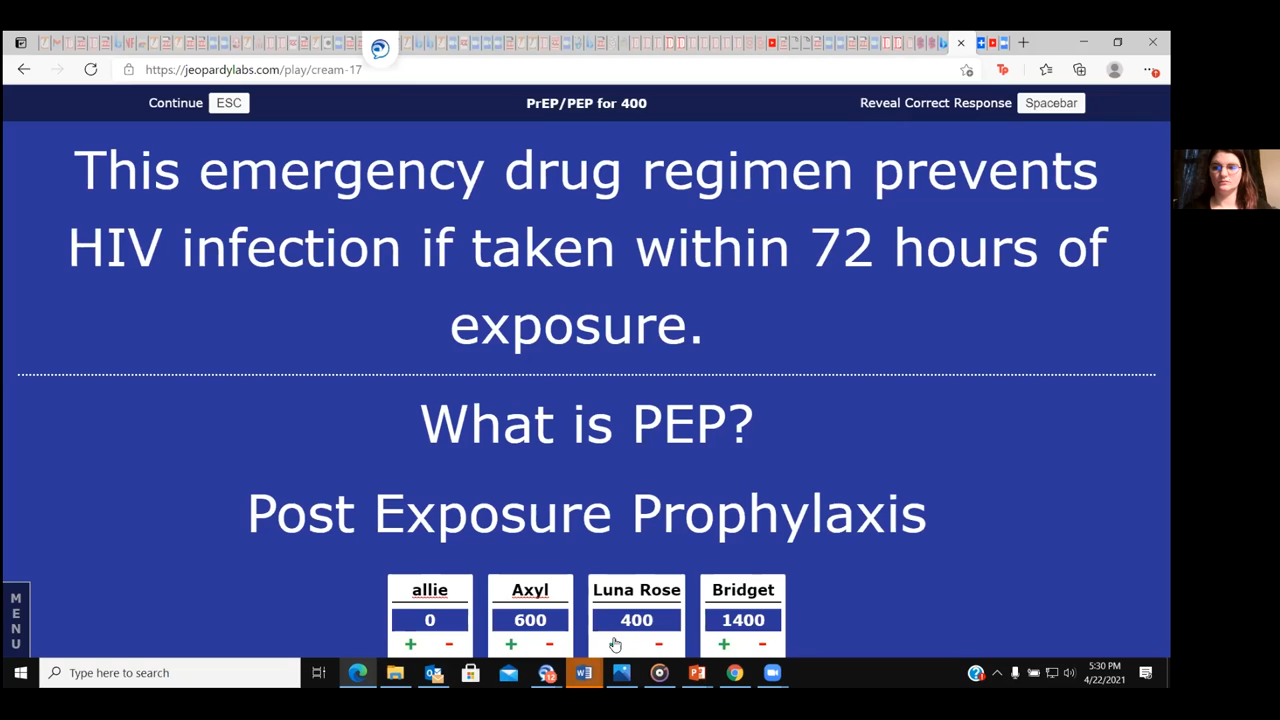 https://jeopardylabs.com/play/cream-17
Continue ESC
PrEP/PEP for 400
Reveal Correct Response Spacebar
This emergency drug regimen prevents
HIV infection if taken within 72 hours of
exposure.
What is PEP?
Post Exposure Prophylaxis
MENU
allie Axyl Luna Rose Bridget
0 600 400 1400
+ - + - - + -
Type here to search
12
5:30 PM
4/22/2021